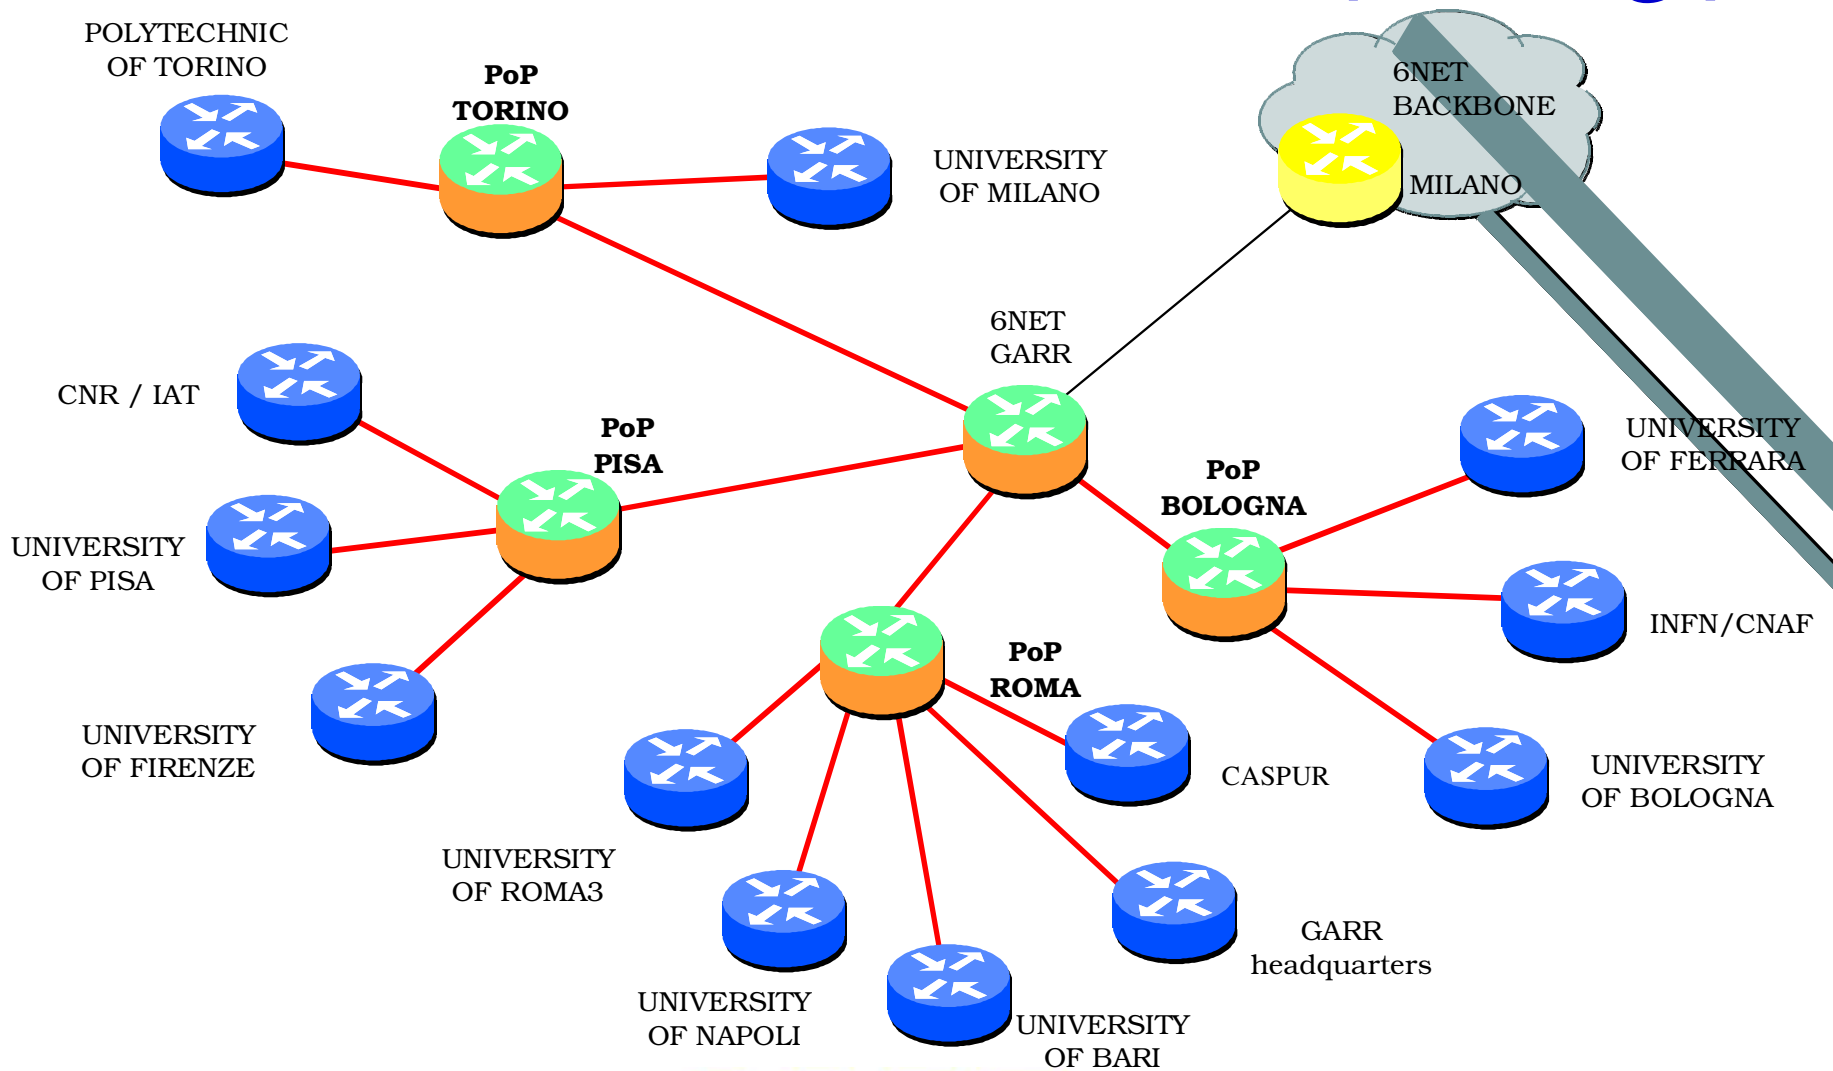 POLYTECHNIC
OF TORINO
PoP
TORINO
UNIVERSITY
OF MILANO
6NET
BACKBONE
MILANO
6NET
GARR
CNR / IAT
PoP
PISA
UNIVERSITY
OF PISA
UNIVERSITY
OF FIRENZE
PoP
BOLOGNA
UNIVERSITY
OF FERRARA
INFN/CNAF
UNIVERSITY
OF BOLOGNA
PoP
ROMA
CASPUR
UNIVERSITY
OF ROMA3
GARR
headquarters
UNIVERSITY
OF NAPOLI
UNIVERSITY
OF BARI